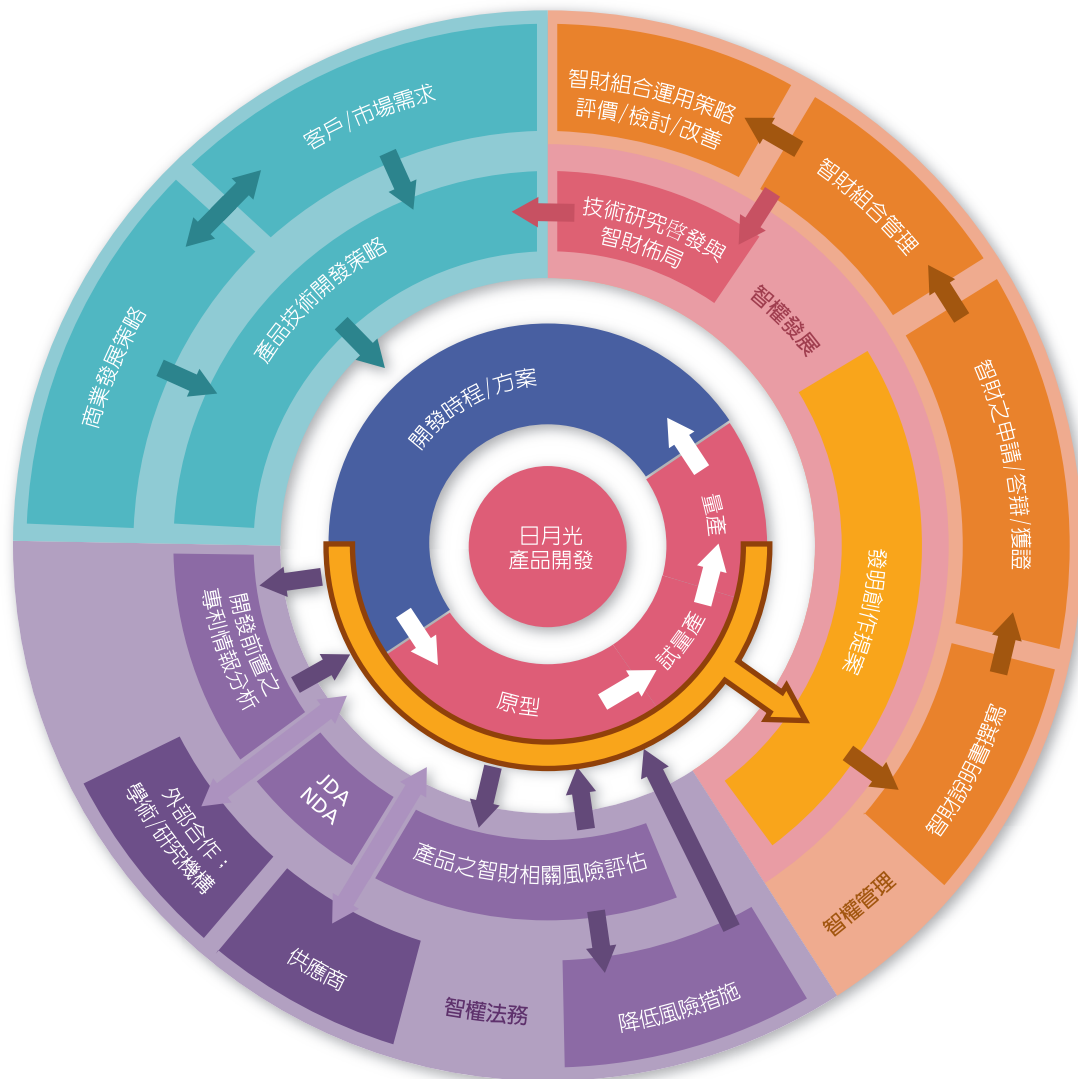 客戶/市場需求
商業發展策略
產品技術開發策略
智財組合運用策略
評價/檢討/改善
智財組合管理
技術研究啓發與
智財佈局
智權發展
智財之申請/答辯/獲證
發明創作提案
智財說明書撰寫
智權管理
開發時程/方案
日月光
產品開發
量產
試量產
原型
開發前置之
專利情報分析
JDA
NDA
外部合作：
學術/研究機構
供應商
產品之智財相關風險評估
智權法務
降低風險措施